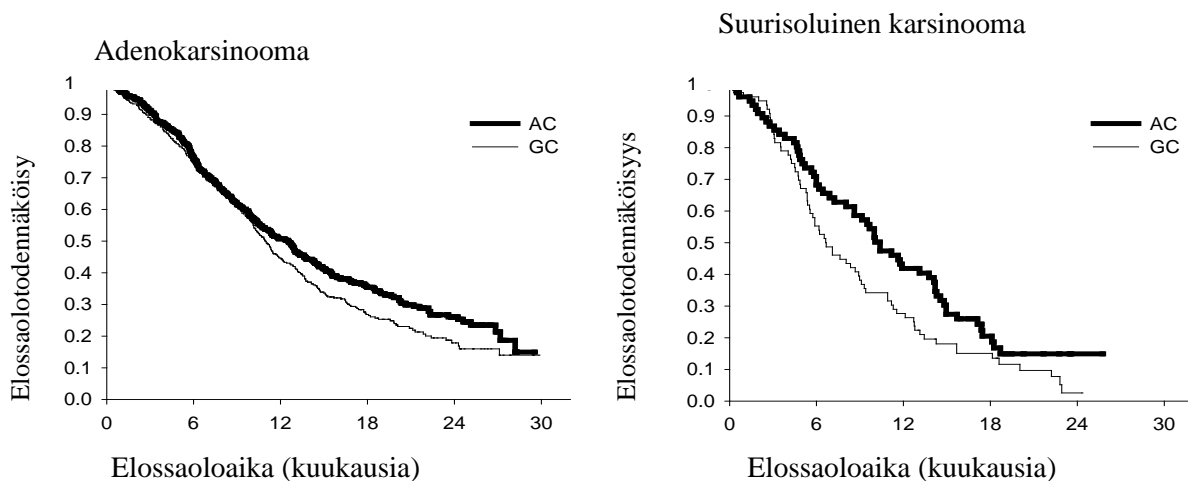 Adenokarsinooma
Elossaolotodennäköisy
1
0.9
0.8
0.7
0.6
0.5
0.4
0.3
0.2
0.1
0.0
AC
GC
0 6 12 18 24 30
Elossaoloaika (kuukausia)
Suurisoluinen karsinooma
Elossaolotodennäköisyys
1
0.9
0.8
0.7
0.6
0.5
0.4
0.3
0.2
0.1
0.0
AC
GC
0 6 12 18 24 30
Elossaoloaika (kuukausia)